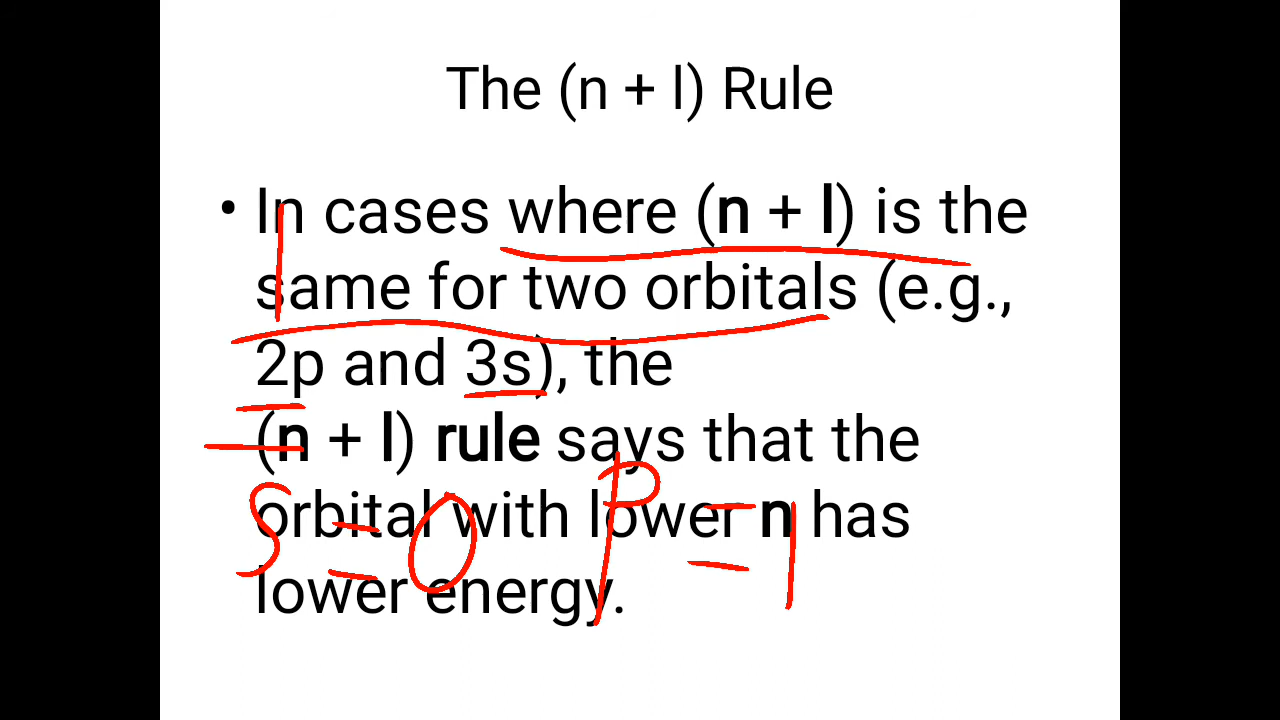 The (n + l) Rule
• In cases where (n + l) is the
same for two orbitals (e.g.,
2p and 3s), the
(n + l) rule says that the
orbital with lower n has
lower energy.
S = 0 P = 1